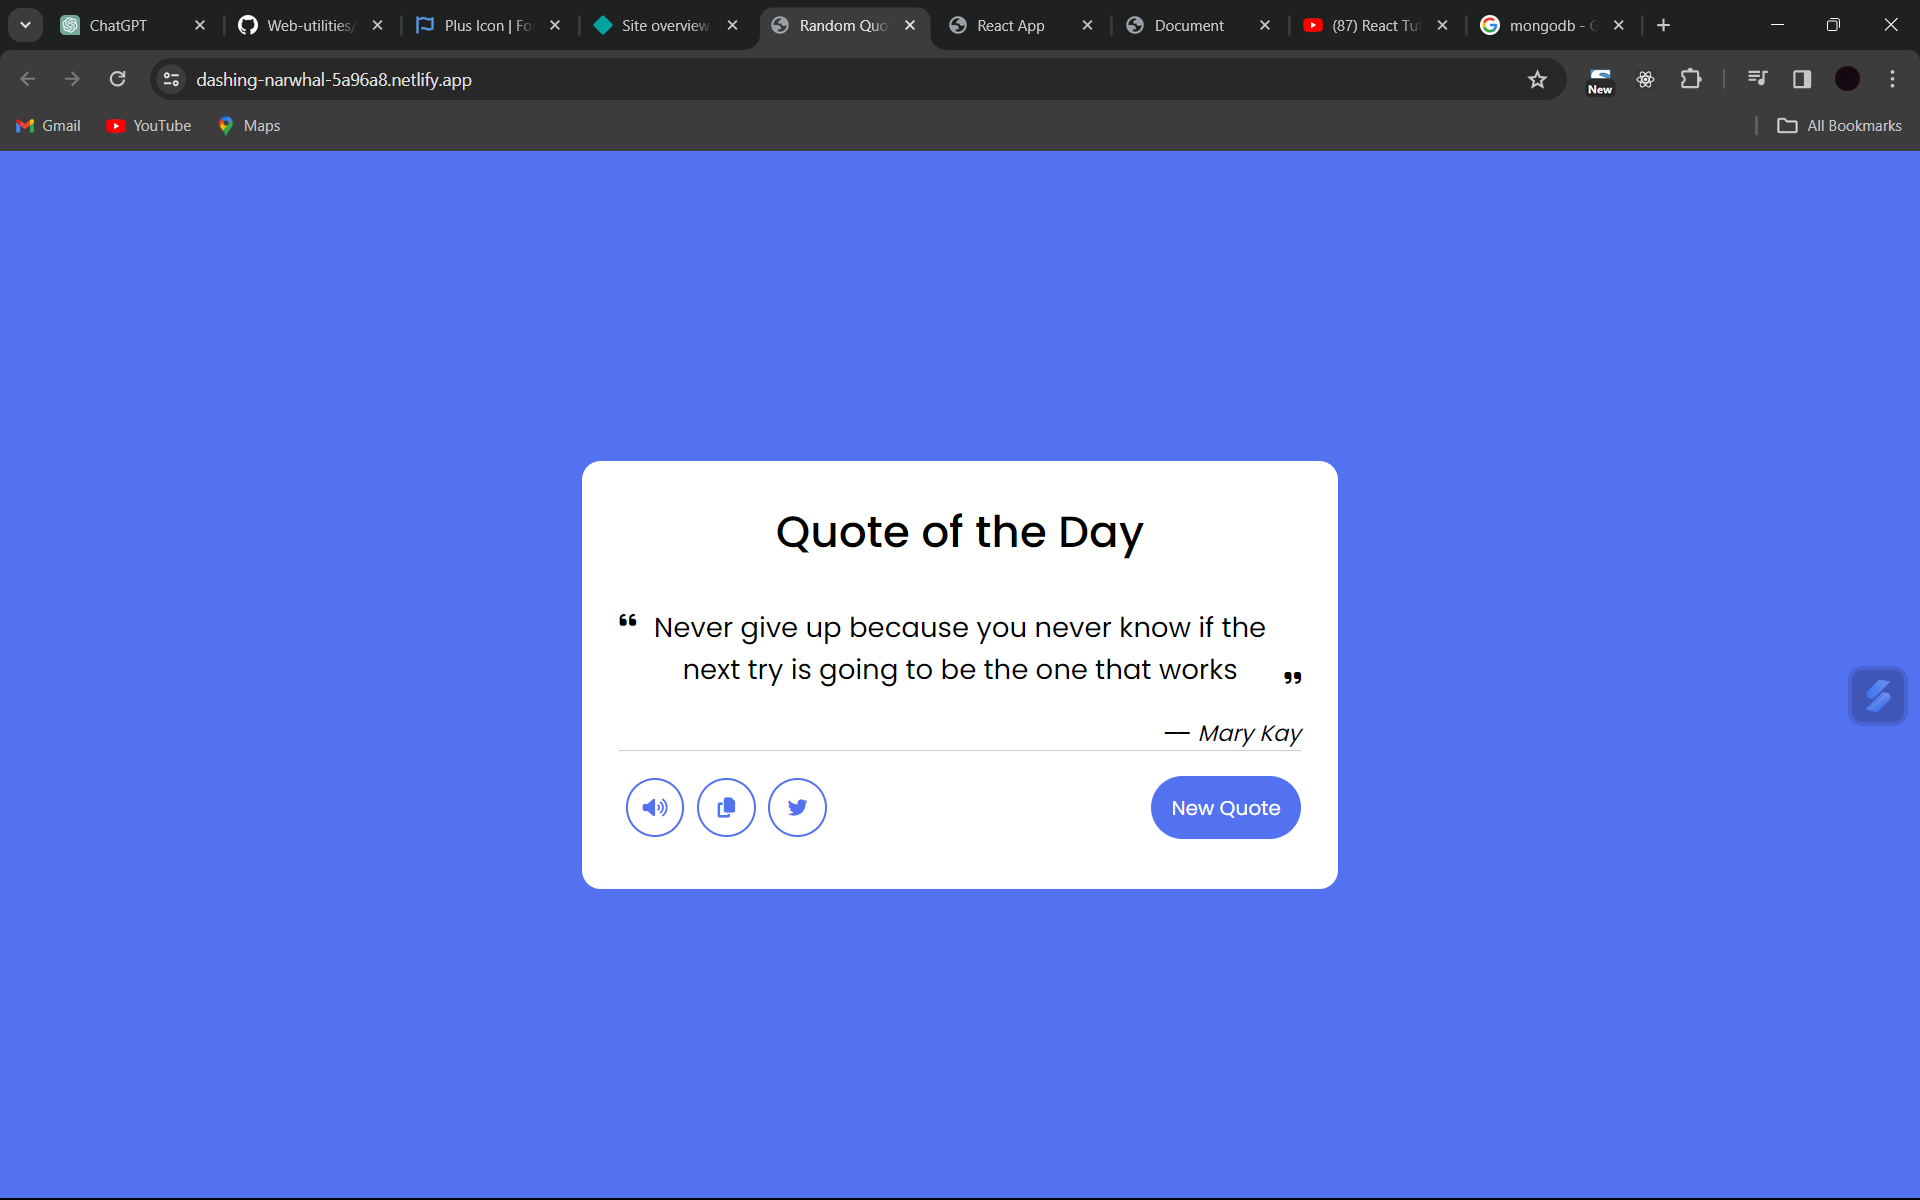 ChatGPT
Web-utilities/
Plus Icon | Fo
Site overview
Random Quo
React App
Document
(87) React Tu
mongodb - G
dashing-narwhal-5a96a8.netlify.app
New
Gmail
YouTube
Maps
All Bookmarks
Quote of the Day
“ Never give up because you never know if the
next try is going to be the one that works ”
— Mary Kay
New Quote